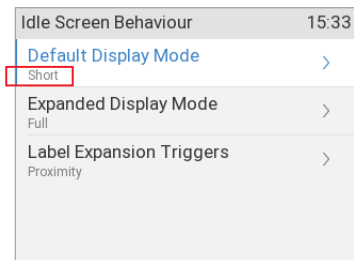 Idle Screen Behaviour 15:33
Default Display Mode
Short
Expanded Display Mode
Full
Label Expansion Triggers
Proximity